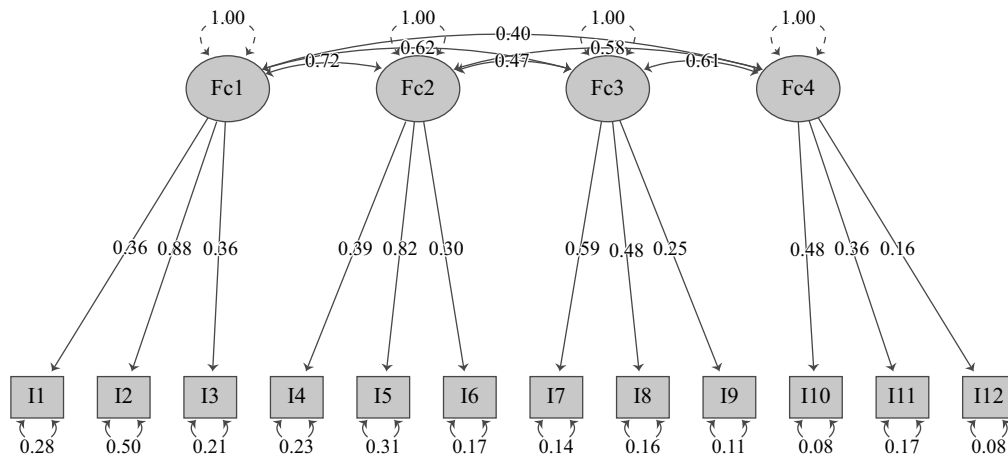 1.00 1.00 1.00 1.00
0.40
0.62 0.58
0.72 0.47 0.61
Fc1 Fc2 Fc3 Fc4
0.36 0.88 0.36 0.39 0.82 0.30 0.59 0.48 0.25 0.48 0.36 0.16
I1 I2 I3 I4 I5 I6 I7 I8 I9 I10 I11 I12
0.28 0.50 0.21 0.23 0.31 0.17 0.14 0.16 0.11 0.08 0.17 0.08